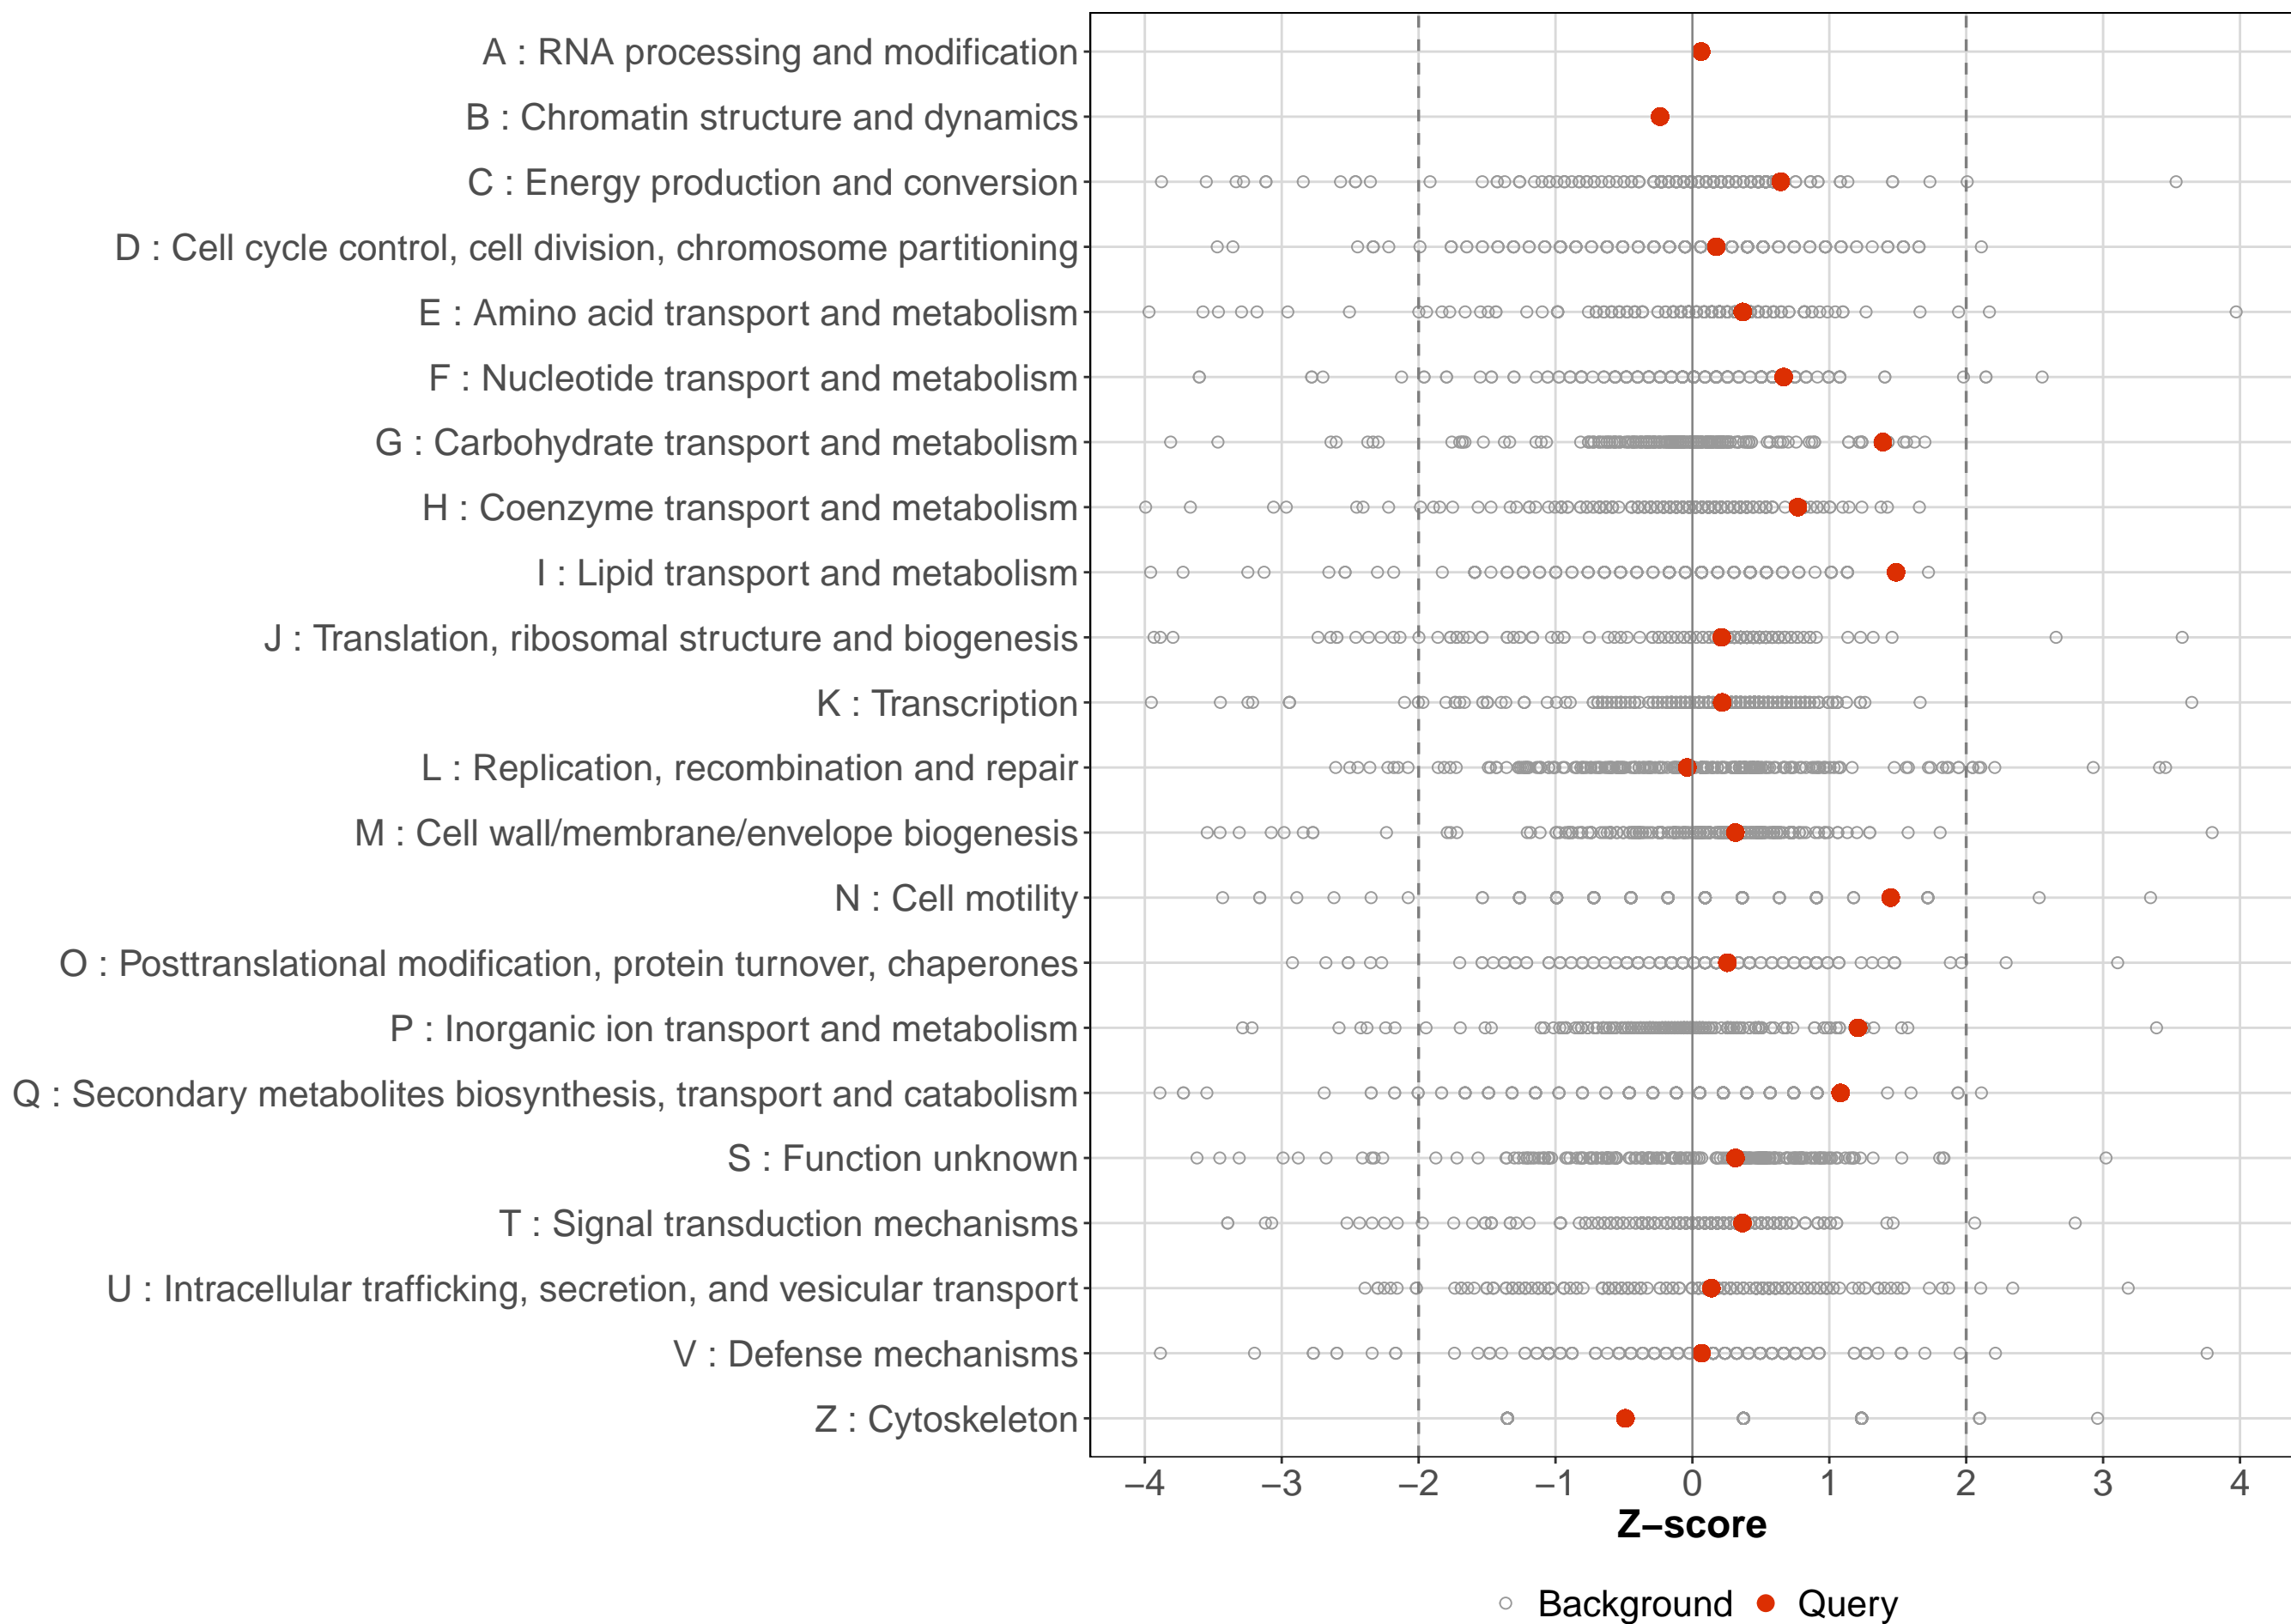 A : RNA processing and modification
B : Chromatin structure and dynamics
C : Energy production and conversion
D : Cell cycle control, cell division, chromosome partitioning
E : Amino acid transport and metabolism
F : Nucleotide transport and metabolism
G : Carbohydrate transport and metabolism
H : Coenzyme transport and metabolism
I : Lipid transport and metabolism
J : Translation, ribosomal structure and biogenesis
K : Transcription
L : Replication, recombination and repair
M : Cell wall/membrane/envelope biogenesis
N : Cell motility
O : Posttranslational modification, protein turnover, chaperones
P : Inorganic ion transport and metabolism
Q : Secondary metabolites biosynthesis, transport and catabolism
S : Function unknown
T : Signal transduction mechanisms
U : Intracellular trafficking, secretion, and vesicular transport
V : Defense mechanisms
Z : Cytoskeleton
−4 −3 −2 −1 0 1 2 3 4
Z−score
Background Query